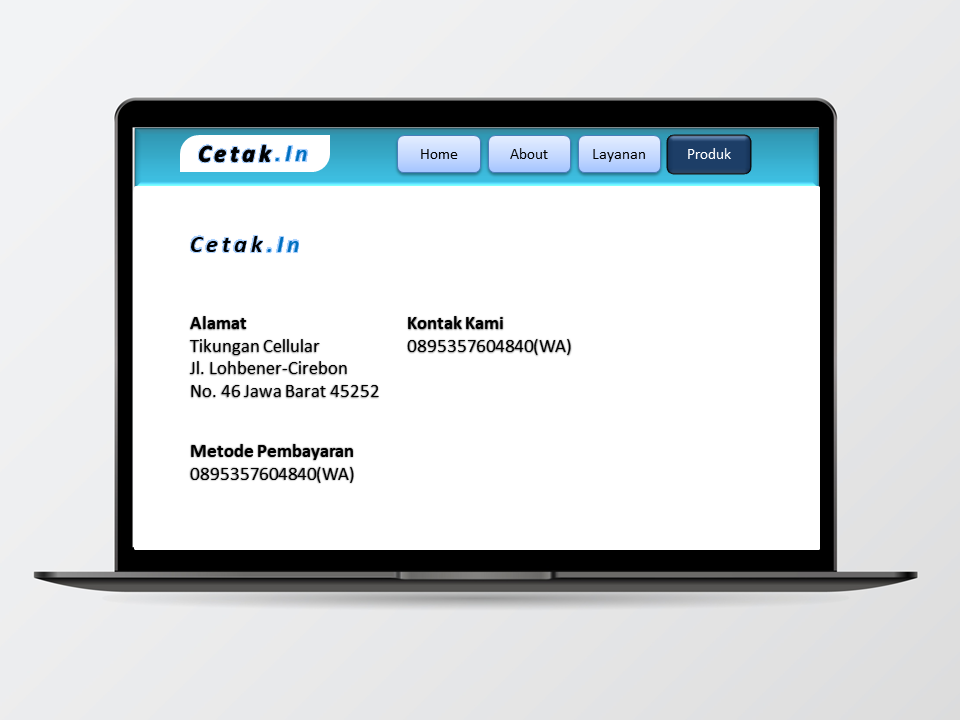 Cetak.In
Home About Layanan Produk
Cetak.In
Alamat
Tikungan Cellular
Jl. Lohbener-Cirebon
No. 46 Jawa Barat 45252
Kontak Kami
0895357604840(WA)
Metode Pembayaran
0895357604840(WA)